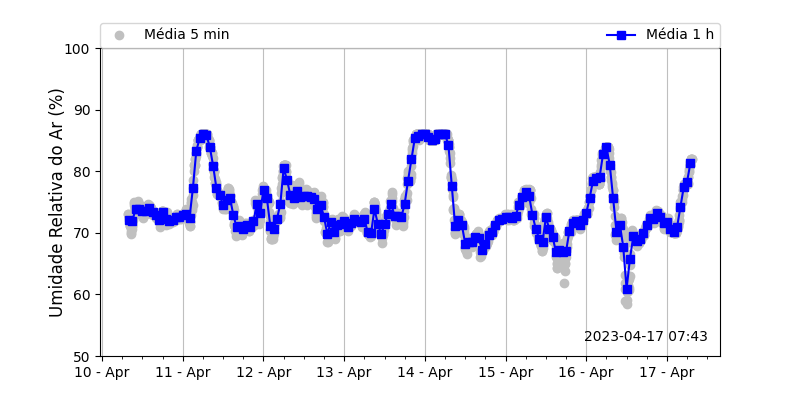 Média 5 min
Média 1 h
Umidade Relativa do Ar (%)
100
90
80
70
60
50
2023-04-17 07:43
10 - Apr
11 - Apr
12 - Apr
13 - Apr
14 - Apr
15 - Apr
16 - Apr
17 - Apr